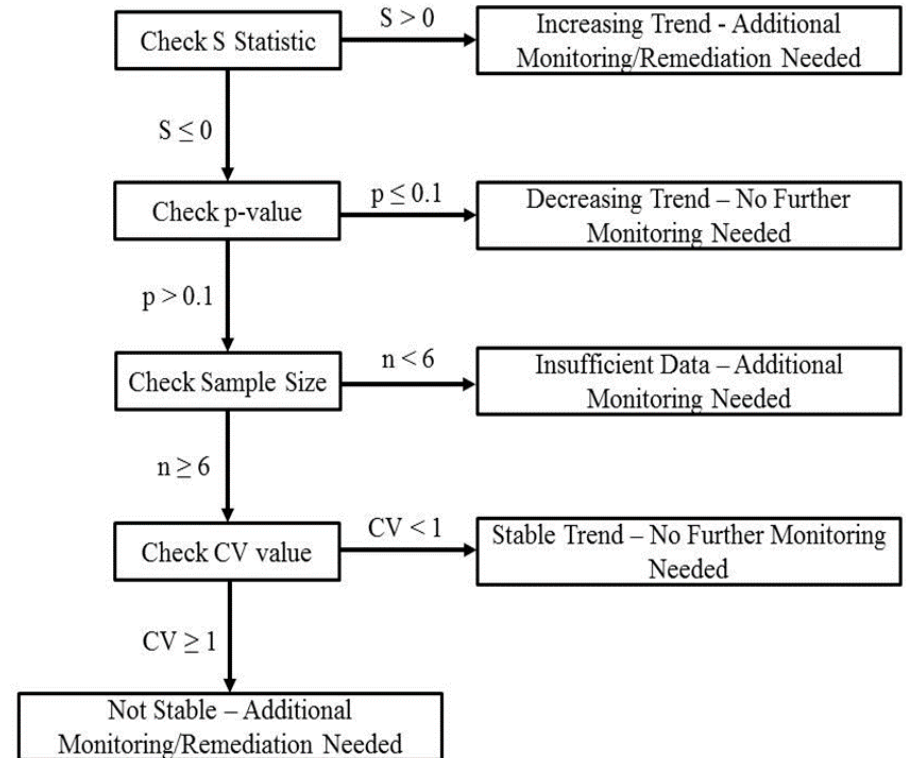 Check S Statistic
S > 0
Increasing Trend - Additional
Monitoring/Remediation Needed
S ≤ 0
Check p-value
p ≤ 0.1
Decreasing Trend – No Further
Monitoring Needed
p > 0.1
Check Sample Size
n < 6
Insufficient Data – Additional
Monitoring Needed
n ≥ 6
Check CV value
CV < 1
Stable Trend – No Further Monitoring
Needed
CV ≥ 1
Not Stable – Additional
Monitoring/Remediation Needed